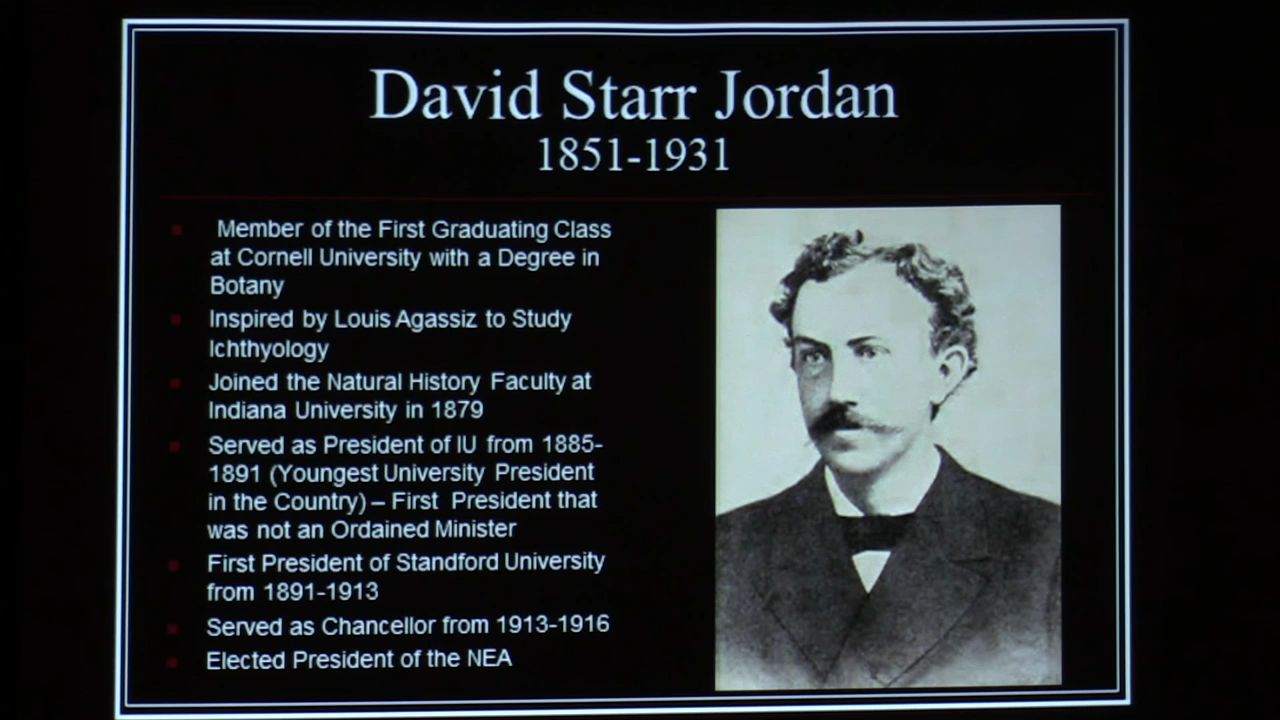 David Starr Jordan
1851-1931
Member of the First Graduating Class
at Cornell University with a Degree in
Botany
Inspired by Louis Agassiz to Study
Ichthyology
Joined the Natural History Faculty at
Indiana University in 1879
Served as President of IU from 1885-
1891 (Youngest University President
in the Country) – First President that
was not an Ordained Minister
First President of Standford University
from 1891-1913
Served as Chancellor from 1913-1916
Elected President of the NEA